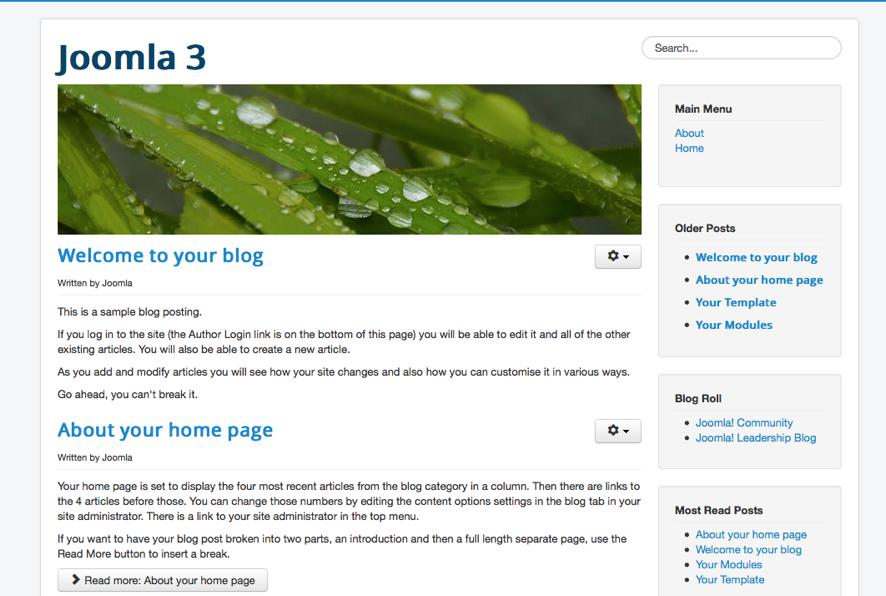 Joomla 3
Search...
Welcome to your blog
Written by Joomla
This is a sample blog posting.
If you log in to the site (the Author Login link is on the bottom of this page) you will be able to edit it and all of the other
existing articles. You will also be able to create a new article.
As you add and modify articles you will see how your site changes and also how you can customise it in various ways.
Go ahead, you can't break it.
About your home page
Written by Joomla
Your home page is set to display the four most recent articles from the blog category in a column. Then there are links to
the 4 articles before those. You can change those numbers by editing the content options settings in the blog tab in your
site administrator. There is a link to your site administrator in the top menu.
If you want to have your blog post broken into two parts, an introduction and then a full length separate page, use the
Read More button to insert a break.
Read more: About your home page
Main Menu
About
Home
Older Posts
Welcome to your blog
About your home page
Your Template
Your Modules
Blog Roll
Joomla! Community
Joomla! Leadership Blog
Most Read Posts
About your home page
Welcome to your blog
Your Modules
Your Template